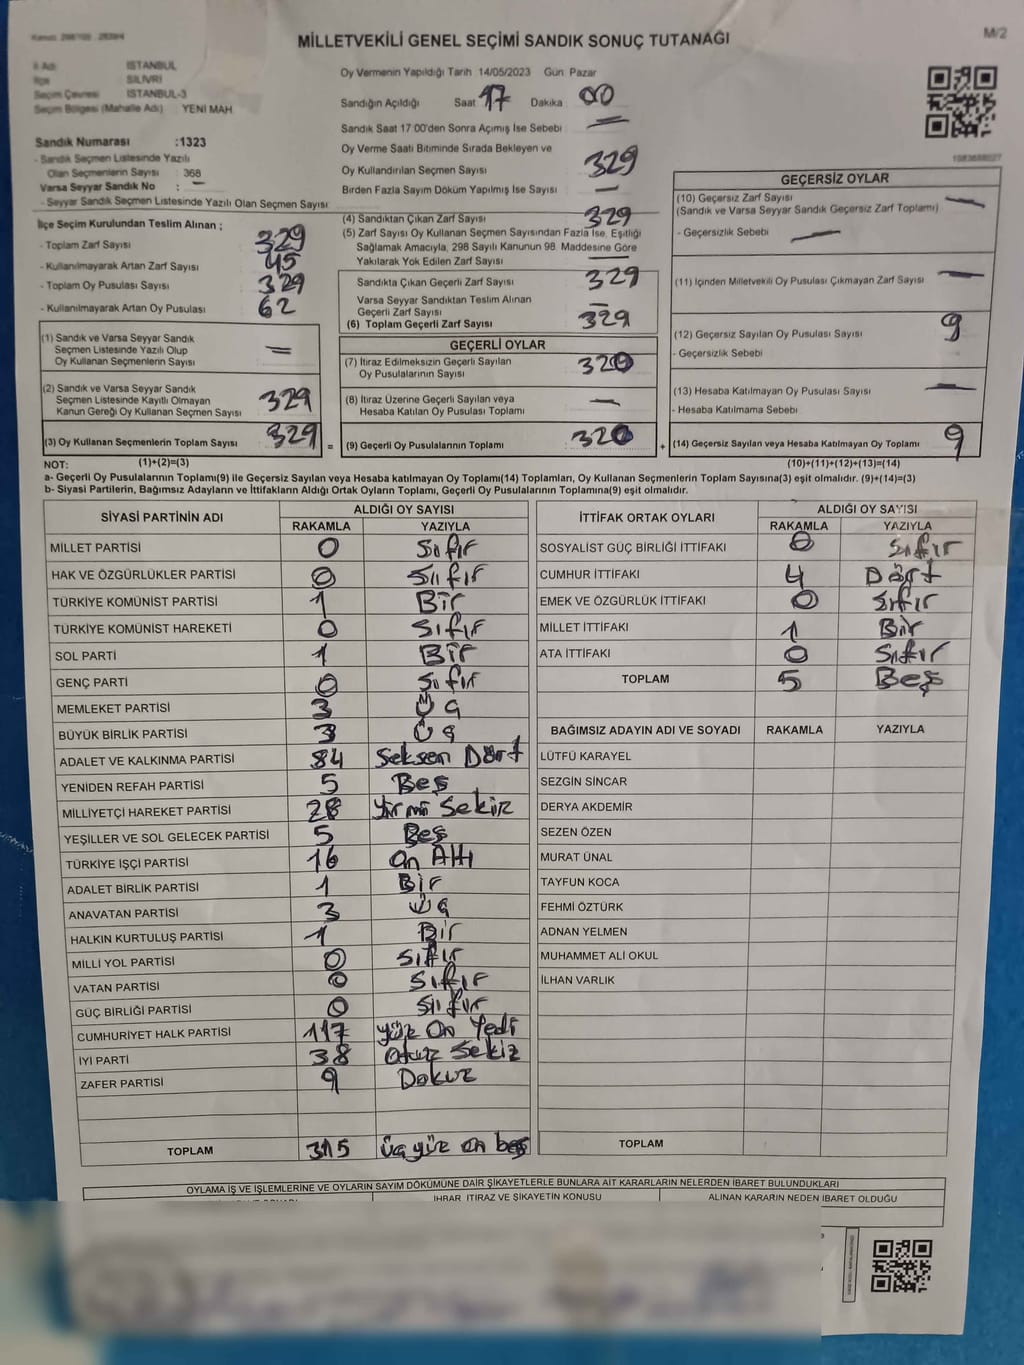 M/2
MİLLETVEKİLİ GENEL SEÇİMİ SANDIK SONUÇ TUTANAĞI
İl Adı İSTANBUL
İlçe SİLİVRİ
Seçim Çevresi İSTANBUL-3
Seçim Bölgesi (Mahalle Adı) YENİ MAH
Sandık Numarası :1323
- Sandık Seçmen Listesinde Yazılı
Olan Seçmenlerin Sayısı : 368
Varsa Seyyar Sandık No : —
- Seyyar Sandık Seçmen Listesinde Yazılı Olan Seçmen Sayısı
Oy Vermenin Yapıldığı Tarih 14/05/2023 Gün Pazar
Sandığın Açıldığı Saat 17 Dakika 00
Sandık Saat 17:00'den Sonra Açımış İse Sebebi —
Oy Verme Saati Bitiminde Sırada Bekleyen ve
Oy Kullandırılan Seçmen Sayısı 329
Birden Fazla Sayım Döküm Yapılmış İse Sayısı —
İlçe Seçim Kurulundan Teslim Alınan ;
- Toplam Zarf Sayısı 329
- Kullanılmayarak Artan Zarf Sayısı 45
- Toplam Oy Pusulası Sayısı 329
- Kullanılmayarak Artan Oy Pusulası 62
(1) Sandık ve Varsa Seyyar Sandık
Seçmen Listesinde Yazılı Olup
Oy Kullanan Seçmenlerin Sayısı —
(2) Sandık ve Varsa Seyyar Sandık
Seçmen Listesinde Kayıtlı Olmayan
Kanun Gereği Oy Kullanan Seçmen Sayısı 329
(3) Oy Kullanan Seçmenlerin Toplam Sayısı 329
(4) Sandıktan Çıkan Zarf Sayısı 329
(5) Zarf Sayısı Oy Kullanan Seçmen Sayısından Fazla İse, Eşitliği
Sağlamak Amacıyla, 298 Sayılı Kanunun 98. Maddesine Göre
Yakılarak Yok Edilen Zarf Sayısı —
Sandıkta Çıkan Geçerli Zarf Sayısı 329
Varsa Seyyar Sandıktan Teslim Alınan
Geçerli Zarf Sayısı —
(6) Toplam Geçerli Zarf Sayısı 329
GEÇERLİ OYLAR
(7) İtiraz Edilmeksizin Geçerli Sayılan
Oy Pusulalarının Sayısı 320
(8) İtiraz Üzerine Geçerli Sayılan veya
Hesaba Katılan Oy Pusulası Toplamı —
(9) Geçerli Oy Pusulalarının Toplamı 320
GEÇERSİZ OYLAR
(10) Geçersiz Zarf Sayısı —
(Sandık ve Varsa Seyyar Sandık Geçersiz Zarf Toplamı)
- Geçersizlik Sebebi —
(11) İçinden Milletvekili Oy Pusulası Çıkmayan Zarf Sayısı —
(12) Geçersiz Sayılan Oy Pusulası Sayısı 9
- Geçersizlik Sebebi
(13) Hesaba Katılmayan Oy Pusulası Sayısı —
- Hesaba Katılmama Sebebi
+ (14) Geçersiz Sayılan veya Hesaba Katılmayan Oy Toplamı 9
NOT: (1)+(2)=(3) (10)+(11)+(12)+(13)=(14)
a- Geçerli Oy Pusulalarının Toplamı(9) ile Geçersiz Sayılan veya Hesaba katılmayan Oy Toplamı(14) Toplamları, Oy Kullanan Seçmenlerin Toplam Sayısına(3) eşit olmalıdır. (9)+(14)=(3)
b- Siyasi Partilerin, Bağımsız Adayların ve İttifakların Aldığı Ortak Oyların Toplamı, Geçerli Oy Pusulalarının Toplamına(9) eşit olmalıdır.
SİYASİ PARTİNİN ADI ALDIĞI OY SAYISI
RAKAMLA YAZIYLA
MİLLET PARTİSİ 0 Sıfır
HAK VE ÖZGÜRLÜKLER PARTİSİ 0 Sıfır
TÜRKİYE KOMÜNİST PARTİSİ 1 Bir
TÜRKİYE KOMÜNİST HAREKETİ 0 Sıfır
SOL PARTİ 1 Bir
GENÇ PARTİ 0 Sıfır
MEMLEKET PARTİSİ 3 Üç
BÜYÜK BİRLİK PARTİSİ 3 Üç
ADALET VE KALKINMA PARTİSİ 84 Seksen Dört
YENİDEN REFAH PARTİSİ 5 Beş
MİLLİYETÇİ HAREKET PARTİSİ 28 Yirmi Sekiz
YEŞİLLER VE SOL GELECEK PARTİSİ 5 Beş
TÜRKİYE İŞÇİ PARTİSİ 16 On Altı
ADALET BİRLİK PARTİSİ 1 Bir
ANAVATAN PARTİSİ 3 Üç
HALKIN KURTULUŞ PARTİSİ 1 Bir
MİLLİ YOL PARTİSİ 0 Sıfır
VATAN PARTİSİ 0 Sıfır
GÜÇ BİRLİĞİ PARTİSİ 0 Sıfır
CUMHURİYET HALK PARTİSİ 117 Yüz On Yedi
İYİ PARTİ 38 Otuz Sekiz
ZAFER PARTİSİ 9 Dokuz
TOPLAM 315 Üç yüz on beş
İTTİFAK ORTAK OYLARI ALDIĞI OY SAYISI
RAKAMLA YAZIYLA
SOSYALİST GÜÇ BİRLİĞİ İTTİFAKI 0 Sıfır
CUMHUR İTTİFAKI 4 Dört
EMEK VE ÖZGÜRLÜK İTTİFAKI 0 Sıfır
MİLLET İTTİFAKI 1 Bir
ATA İTTİFAKI 0 Sıfır
TOPLAM 5 Beş
BAĞIMSIZ ADAYIN ADI VE SOYADI RAKAMLA YAZIYLA
LÜTFÜ KARAYEL
SEZGİN SİNCAR
DERYA AKDEMİR
SEZEN ÖZEN
MURAT ÜNAL
TAYFUN KOCA
FEHMİ ÖZTÜRK
ADNAN YELMEN
MUHAMMET ALİ OKUL
İLHAN VARLIK
TOPLAM
OYLAMA İŞ VE İŞLEMLERİNE VE OYLARIN SAYIM DÖKÜMÜNE DAİR ŞİKAYETLERLE BUNLARA AİT KARARLARIN NELERDEN İBARET BULUNDUKLARI
İHBAR, İTİRAZ VE ŞİKAYETİN KONUSU ALINAN KARARIN NEDEN İBARET OLDUĞU